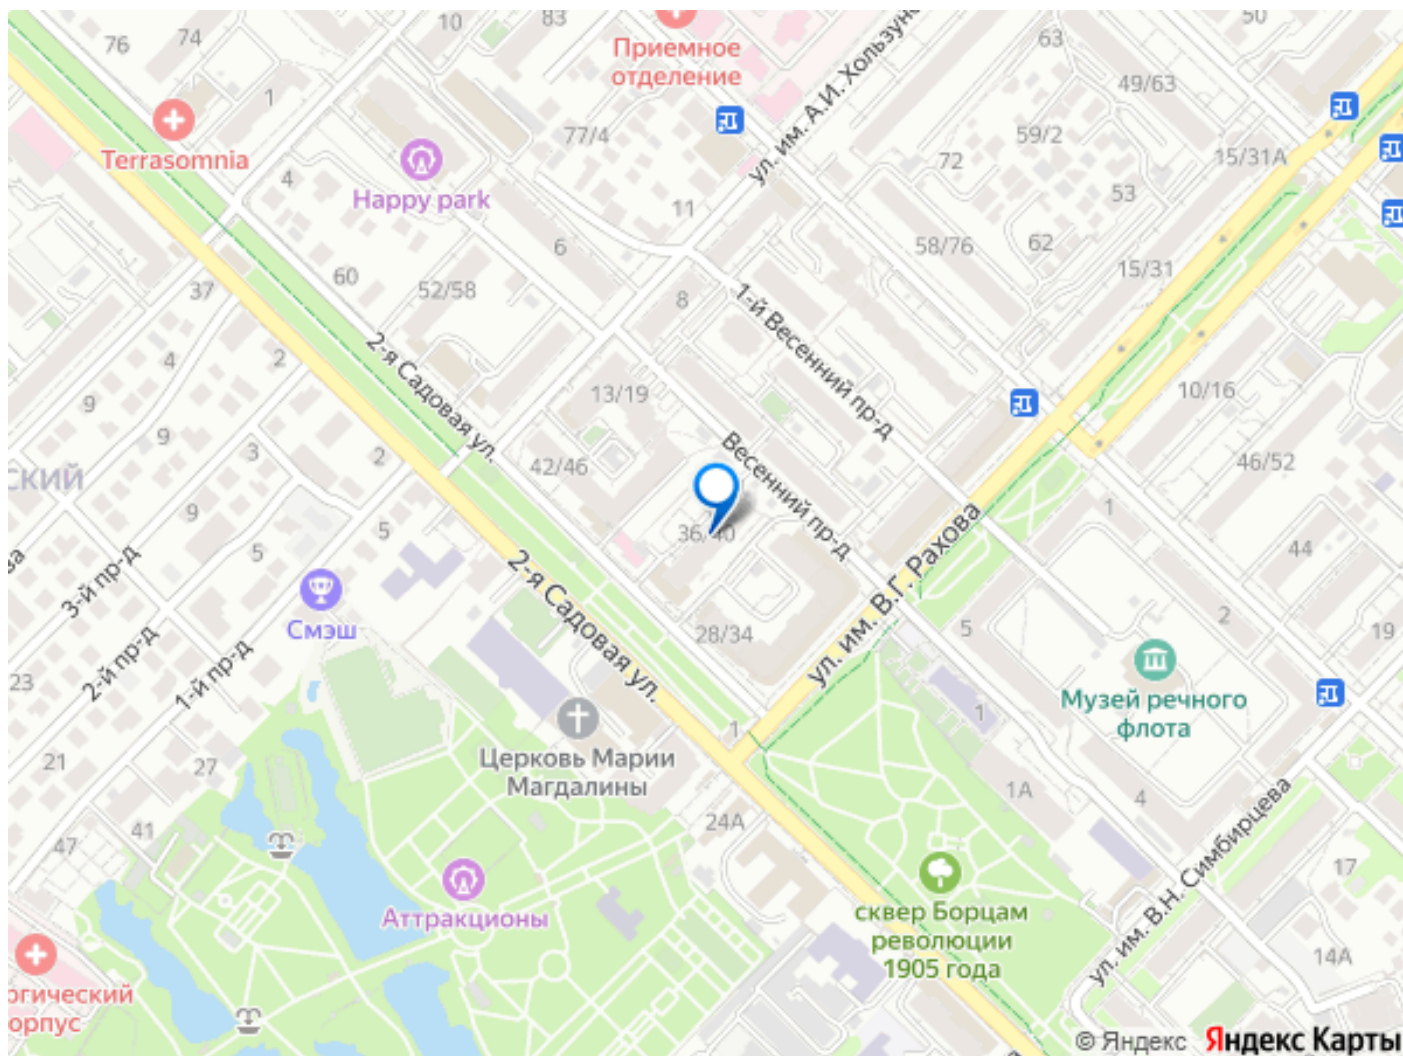 76
74
10
83
Приемное
отделение
ул. им. А.И. Хользунова
63
50
49/63
1
Terrasomnia
77/4
59/2
72
15/31А
4
Happy park
11
53
6
58/76
62
15/31
37
60
52/58
8
1-й Весенний пр-д
2-я Садовая ул.
4
2
13/19
10/16
9
9
3
2
42/46
Весенний пр-д
46/52
СКИЙ
9
5
5
36/40
ул. им. В.Г. Рахова
1
44
3-й пр-д
2-я Садовая ул.
Смэш
28/34
5
2
19
23
2-й пр-д
1-й пр-д
Музей речного
флота
1
1
Церковь Марии
Магдалины
21
27
1А
4
ул. им. В.Н. Симбирцева
47
41
24А
17
Аттракционы
сквер Борцам
революции
1905 года
14А
огический
орпус
© Яндекс Яндекс Карты